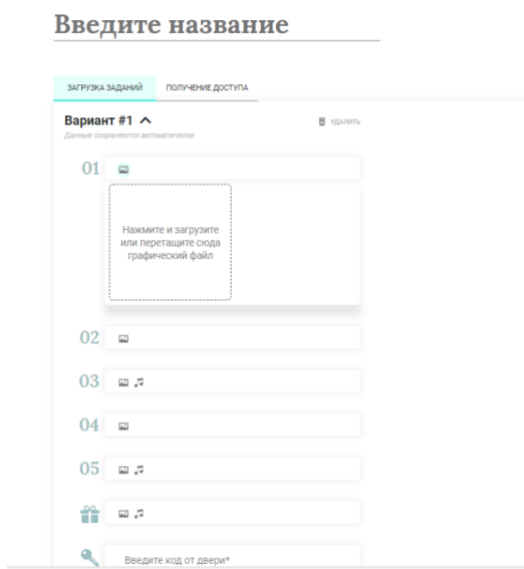 Введите название
ЗАГРУЗКА ЗАДАНИЙ ПОЛУЧЕНИЕ ДОСТУПА
Вариант #1 УДАЛИТЬ
Данные сохраняются автоматически
01
Нажмите и загрузите
или перетащите сюда
графический файл
02
03
04
05
Введите код от двери*